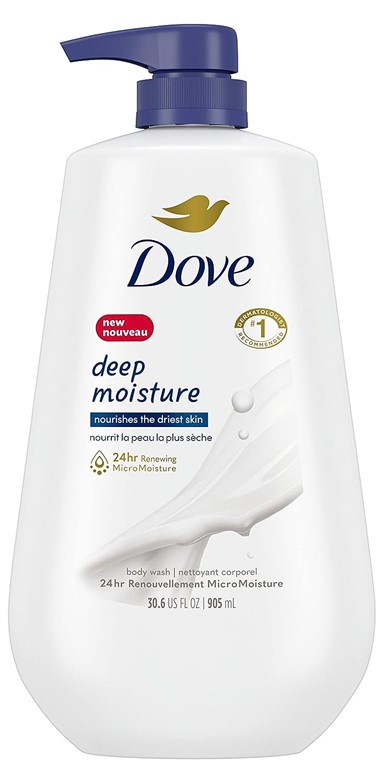 Dove
new
nouveau
DERMATOLOGIST
#1
RECOMMENDED
deep
moisture
nourishes the driest skin
nourrit la peau la plus sèche
24hr Renewing
MicroMoisture
body wash | nettoyant corporel
24hr Renouvellement MicroMoisture
30.6 US FL OZ | 905 mL